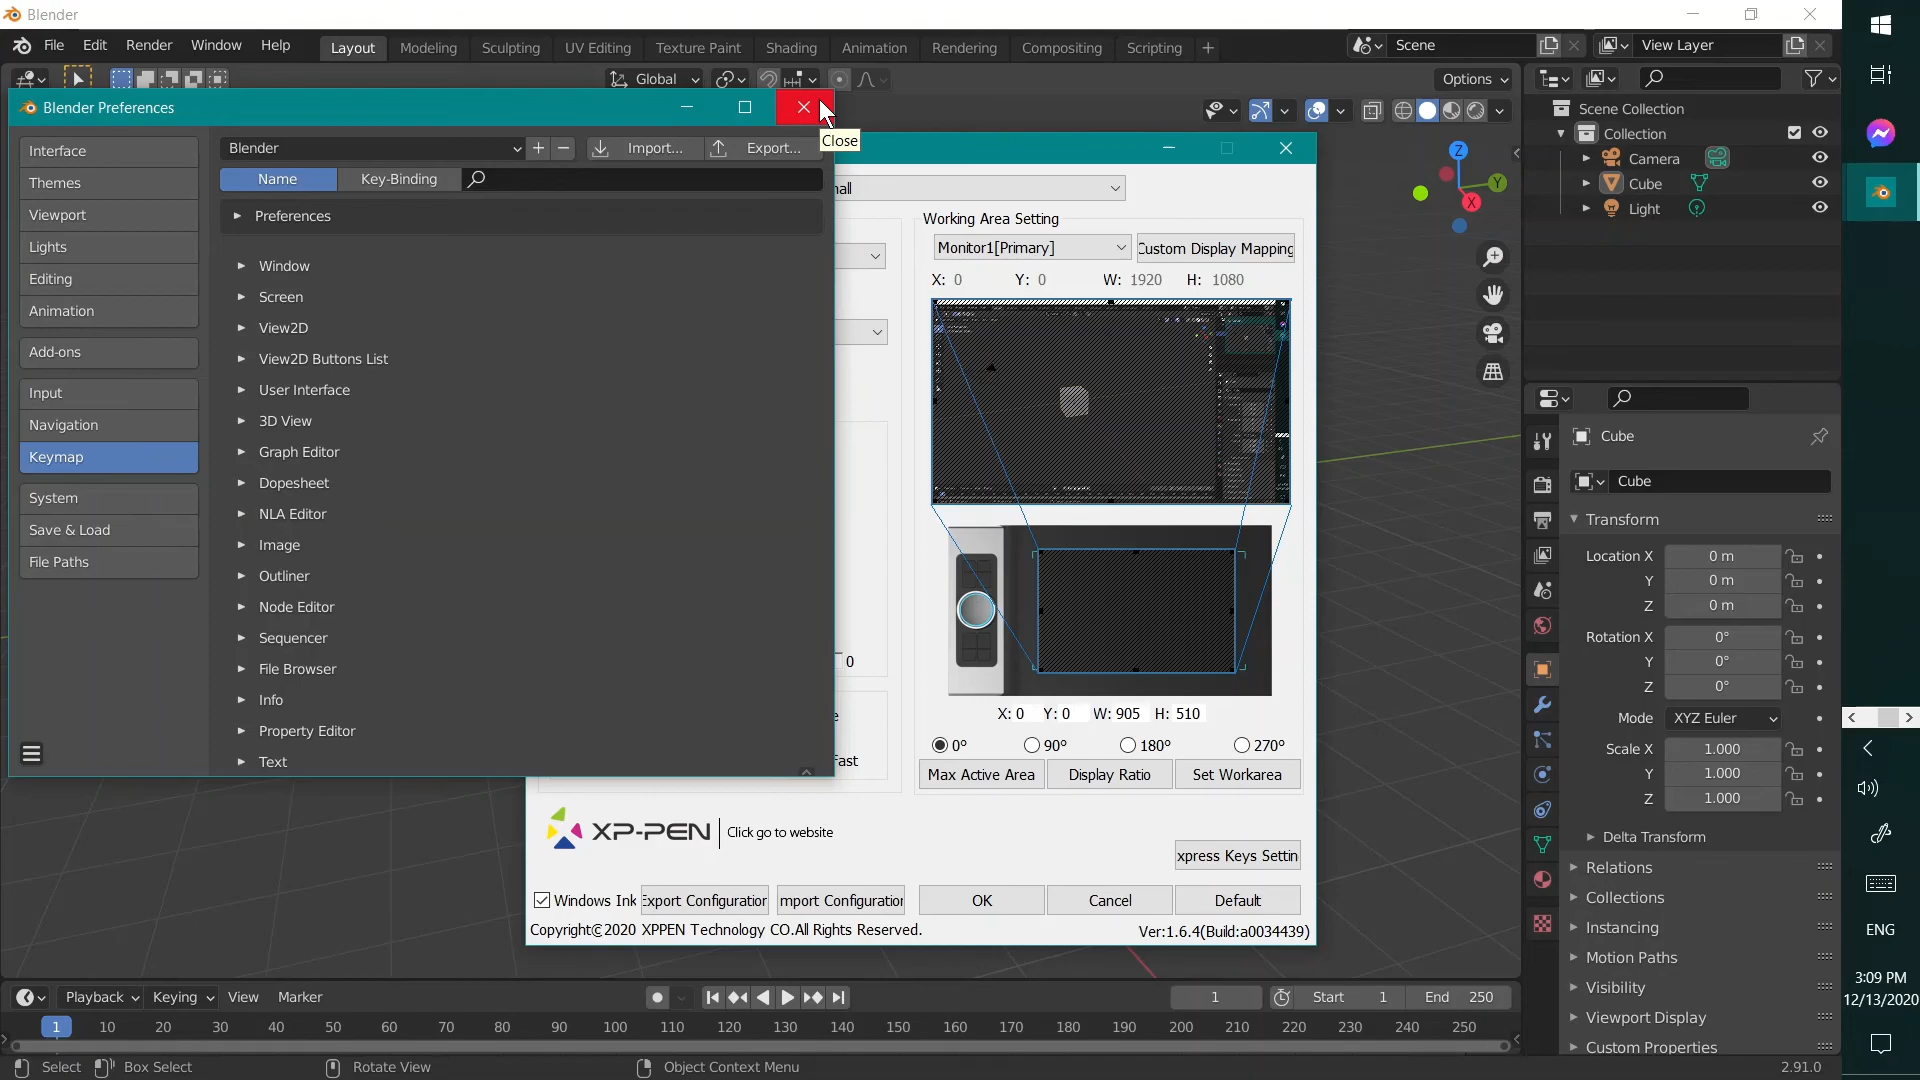 Blender
File Edit Render Window Help Layout Modeling Sculpting UV Editing Texture Paint Shading Animation Rendering Compositing Scripting + Scene View Layer
Global Options
Blender Preferences
Close
Interface
Themes
Viewport
Lights
Editing
Animation
Add-ons
Input
Navigation
Keymap
System
Save & Load
File Paths
Blender Import... Export...
Name Key-Binding
Preferences
Window
Screen
View2D
View2D Buttons List
User Interface
3D View
Graph Editor
Dopesheet
NLA Editor
Image
Outliner
Node Editor
Sequencer
File Browser
Info
Property Editor
Text
nall
Working Area Setting
Monitor1[Primary] Custom Display Mapping
X: 0 Y: 0 W: 1920 H: 1080
0
X: 0 Y: 0 W: 905 H: 510
0° 90° 180° 270°
Fast
Max Active Area Display Ratio Set Workarea
XP-PEN Click go to website
xpress Keys Settin
Windows Ink Export Configuration mport Configuration OK Cancel Default
Copyright©2020 XPPEN Technology CO.All Rights Reserved. Ver:1.6.4(Build:a0034439)
Z
Y
X
Scene Collection
Collection
Camera
Cube
Light
Cube
Cube
Transform
Location X 0 m
Y 0 m
Z 0 m
Rotation X 0°
Y 0°
Z 0°
Mode XYZ Euler
Scale X 1.000
Y 1.000
Z 1.000
Delta Transform
Relations
Collections
Instancing
Motion Paths
Visibility
Viewport Display
Custom Properties
Playback Keying View Marker 1 Start 1 End 250
1 10 20 30 40 50 60 70 80 90 100 110 120 130 140 150 160 170 180 190 200 210 220 230 240 250
Select Box Select Rotate View Object Context Menu 2.91.0
ENG
3:09 PM
12/13/2020